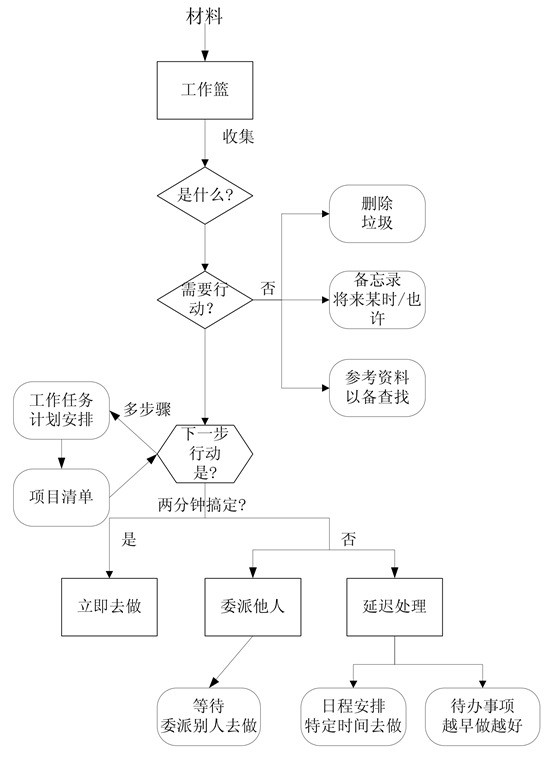 材料
工作篮
收集
是什么?
删除
垃圾
需要行
动?
否
备忘录
将来某时/也
许
参考资料
以备查找
工作任务
计划安排
多步骤
下一步
行动
是?
项目清单
两分钟搞定?
是
否
立即去做
委派他人
延迟处理
等待
委派别人去做
日程安排
特定时间去做
待办事项
越早做越好